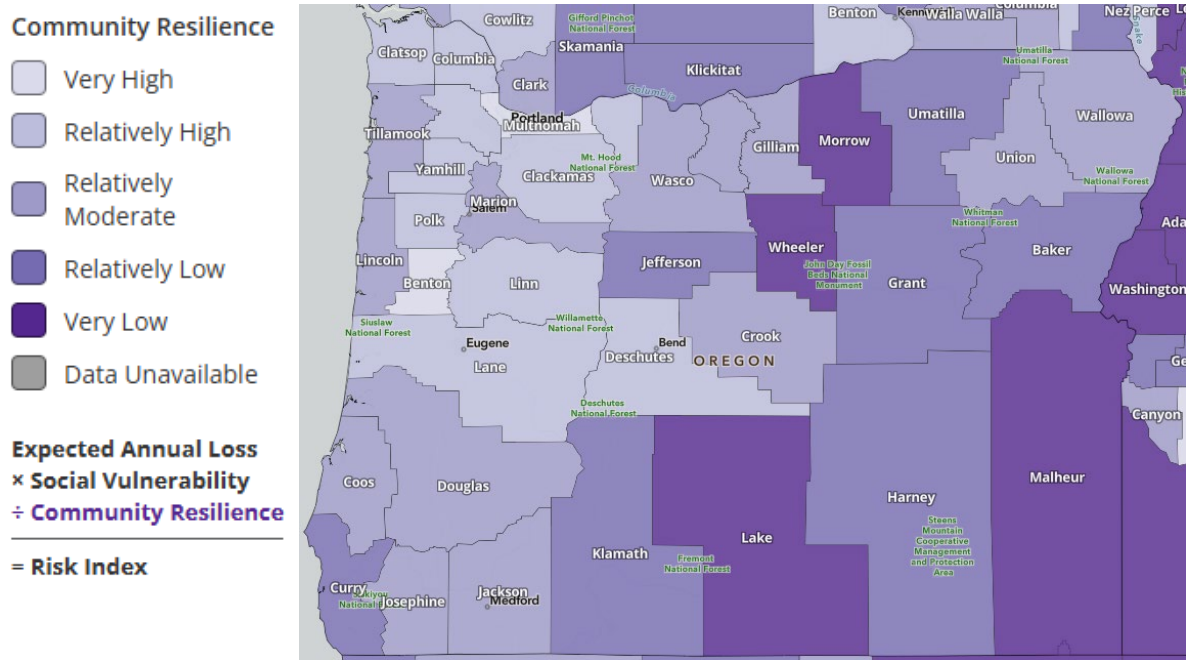 Community Resilience
Very High
Relatively High
Relatively
Moderate
Relatively Low
Very Low
Data Unavailable
Expected Annual Loss
× Social Vulnerability
÷ Community Resilience
= Risk Index
Cowlitz
Gifford Pinchot
National Forest
Skamania
Clatsop
Columbia
Clark
Klickitat
Columbia
Benton
Walla Walla
Umatilla
National Forest
Nez Perce
Snake
Portland
Multnomah
Tillamook
Yamhill
Mt. Hood
National Forest
Clackamas
Wasco
Gilliam
Morrow
Umatilla
Union
Wallowa
Wallowa
National Forest
Marion
Salem
Polk
Lincoln
Benton
Linn
Jefferson
Wheeler
John Day Fossil
Beds National
Monument
Grant
Whitman
National Forest
Baker
Ada
Washington
Siuslaw
National Forest
Willamette
National Forest
Eugene
Lane
Bend
Deschutes
Crook
OREGON
Deschutes
National Forest
Ge
Canyon
Coos
Douglas
Klamath
Fremont
National Forest
Lake
Harney
Steens
Mountain
Cooperative
Management
and Protection
Area
Malheur
Curry
Josephine
Jackson
Medford